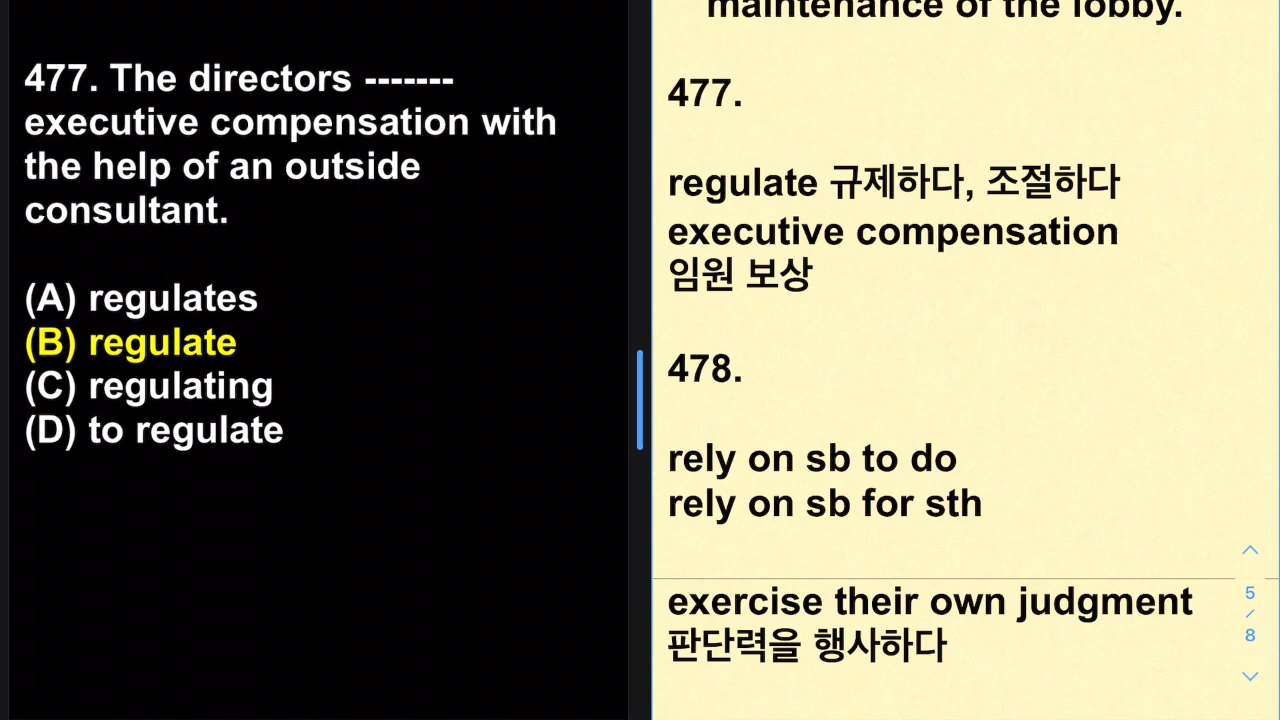 477. The directors -------
executive compensation with
the help of an outside
consultant.
(A) regulates
(B) regulate
(C) regulating
(D) to regulate
maintenance of the lobby.
477.
regulate 규제하다, 조절하다
executive compensation
임원 보상
478.
rely on sb to do
rely on sb for sth
exercise their own judgment
판단력을 행사하다
5
/
8